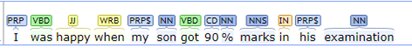 PRP VBD JJ WRB PRP$ NN VBD CD NN NNS IN PRP$ NN
I was happy when my son got 90 % marks in his examination